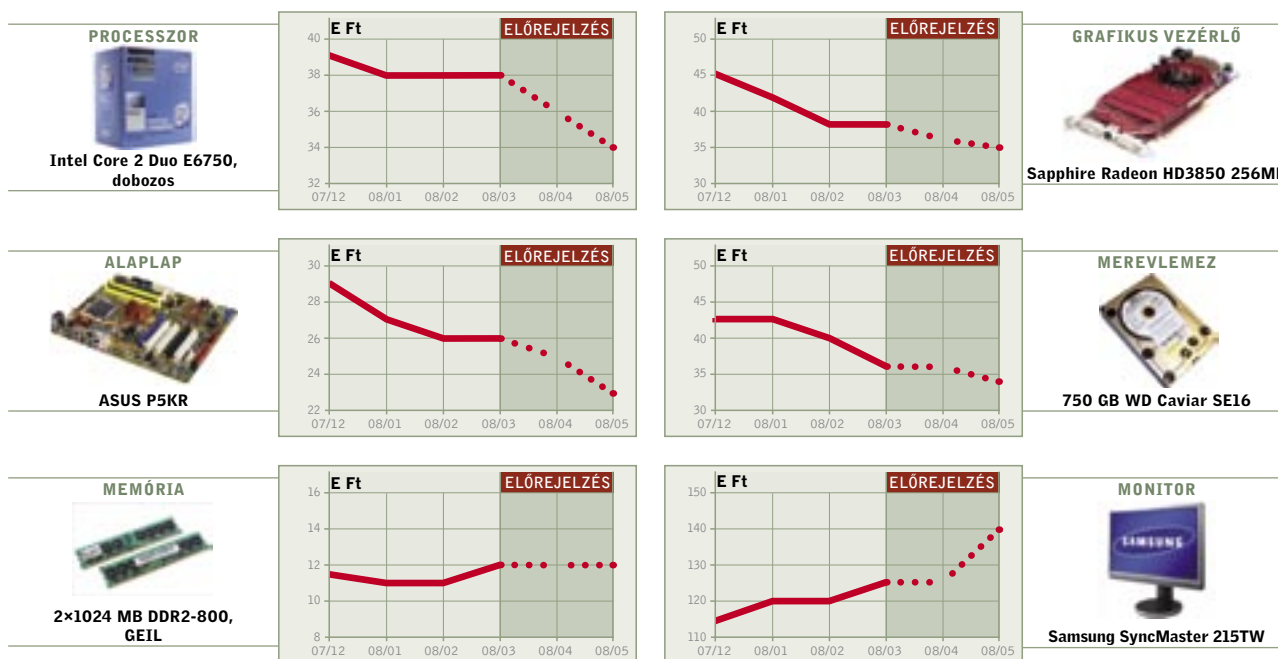 PROCESSZOR
Intel Core 2 Duo E6750,
dobozos
E Ft
ELŐREJELZÉS
40
38
36
34
32
07/12 08/01 08/02 08/03 08/04 08/05
E Ft
ELŐREJELZÉS
50
45
40
35
30
07/12 08/01 08/02 08/03 08/04 08/05
GRAFIKUS VEZÉRLŐ
Sapphire Radeon HD3850 256M
ALAPLAP
ASUS P5KR
E Ft
ELŐREJELZÉS
30
28
26
24
22
07/12 08/01 08/02 08/03 08/04 08/05
E Ft
ELŐREJELZÉS
50
45
40
35
30
07/12 08/01 08/02 08/03 08/04 08/05
MEREVLEMEZ
750 GB WD Caviar SE16
MEMÓRIA
2×1024 MB DDR2-800,
GEIL
E Ft
ELŐREJELZÉS
16
14
12
10
8
07/12 08/01 08/02 08/03 08/04 08/05
E Ft
ELŐREJELZÉS
150
140
130
120
110
07/12 08/01 08/02 08/03 08/04 08/05
MONITOR
SAMSUNG
Samsung SyncMaster 215TW